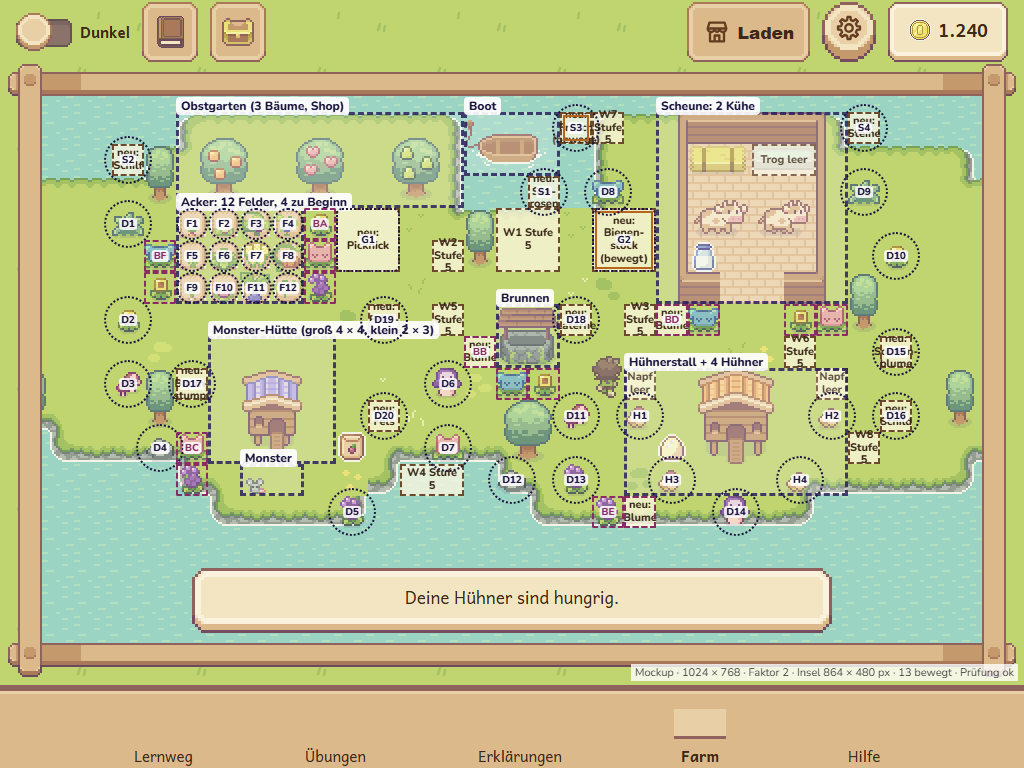 Dunkel
Laden
1.240
Obstgarten (3 Bäume, Shop)
Boot
Scheune: 2 Kühe
neu:
S3
W7
Stufe
5
S4
S2
Trog leer
Acker: 12 Felder, 4 zu Beginn
S1
rosen
D8
D9
D1
F1
F2
F3
F4
BA
neu:
Picknick
G1
W1 Stufe
5
neu:
Bienen-
stock
(bewegt)
G2
BF
F5
F6
F7
F8
W2
Stufe
5
D10
F9
F10
F11
F12
Brunnen
D2
D19
W5
Stufe
5
D18
W3
Stufe
5
BD
Monster-Hütte (groß 4 × 4, klein 2 × 3)
BB
W6
Stufe
5
D15
Hühnerstall + 4 Hühner
D3
D17
D6
Napf
leer
Napf
leer
D20
D11
H1
H2
D16
D4
BC
D7
W8
Stufe
5
Monster
W4 Stufe
5
D12
D13
H3
H4
D5
BE
neu:
Blume
D14
Deine Hühner sind hungrig.
Mockup · 1024 × 768 · Faktor 2 · Insel 864 × 480 px · 13 bewegt · Prüfung ok
Lernweg
Übungen
Erklärungen
Farm
Hilfe